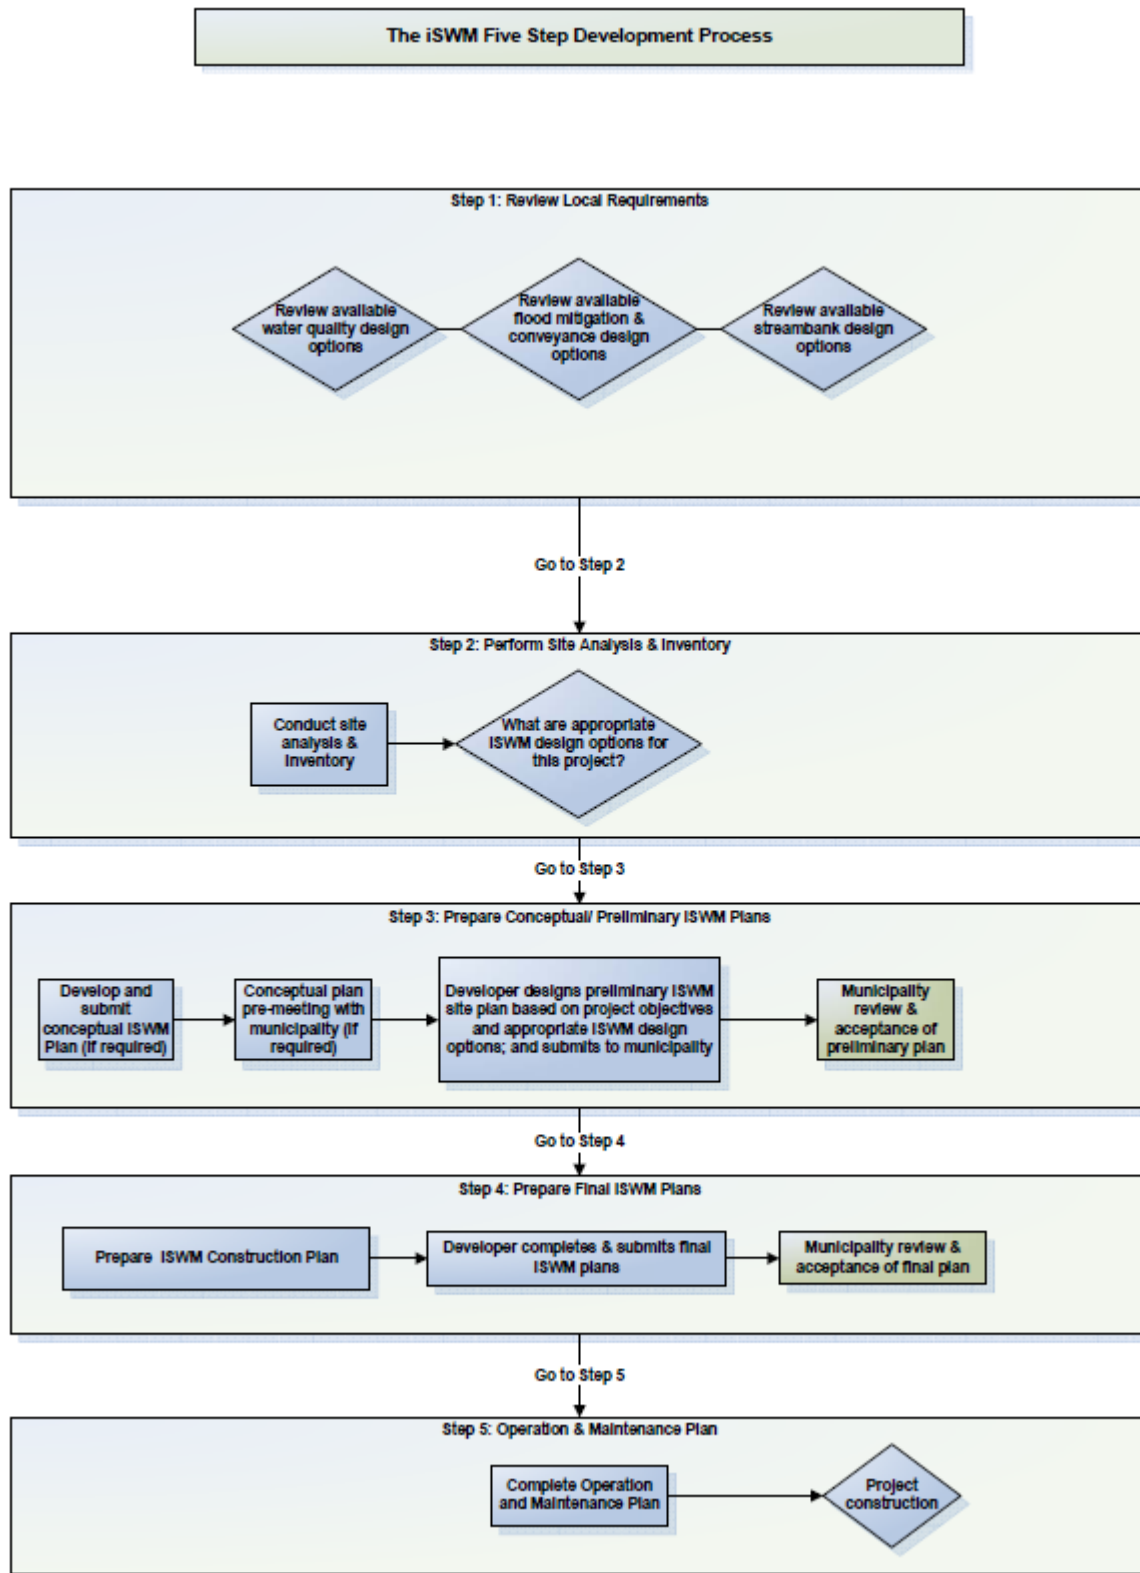 The iSWM Five Step Development Process
Step 1: Review Local Requirements
Review available
water quality design
options
Review available
flood mitigation &
conveyance design
options
Review available
streambank design
options
Go to Step 2
Step 2: Perform Site Analysis & Inventory
Conduct site
analysis &
Inventory
What are appropriate
iSWM design options for
this project?
Go to Step 3
Step 3: Prepare Conceptual/ Preliminary iSWM Plans
Develop and
submit
conceptual iSWM
Plan (if required)
Conceptual plan
pre-meeting with
municipality (if
required)
Developer designs preliminary iSWM
site plan based on project objectives
and appropriate iSWM design
options; and submits to municipality
Municipality
review &
acceptance of
preliminary plan
Go to Step 4
Step 4: Prepare Final iSWM Plans
Prepare iSWM Construction Plan
Developer completes & submits final
iSWM plans
Municipality review &
acceptance of final plan
Go to Step 5
Step 5: Operation & Maintenance Plan
Complete Operation
and Maintenance Plan
Project
construction